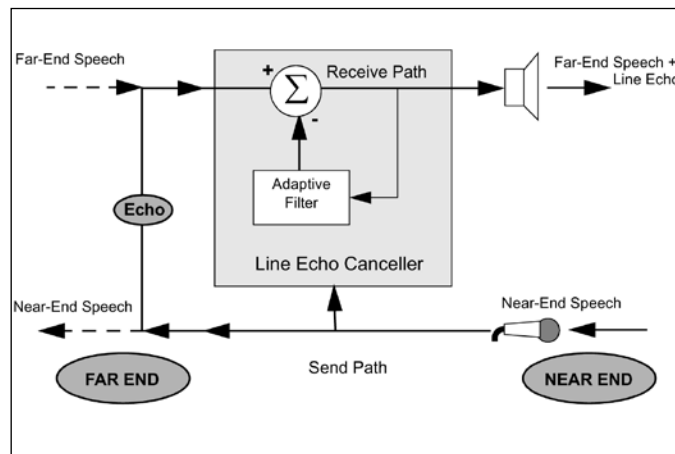 Far-End Speech
+
Receive Path
Far-End Speech +
Line Echo
Σ
-
Adaptive
Filter
Echo
Line Echo Canceller
Near-End Speech
Near-End Speech
Send Path
FAR END
NEAR END